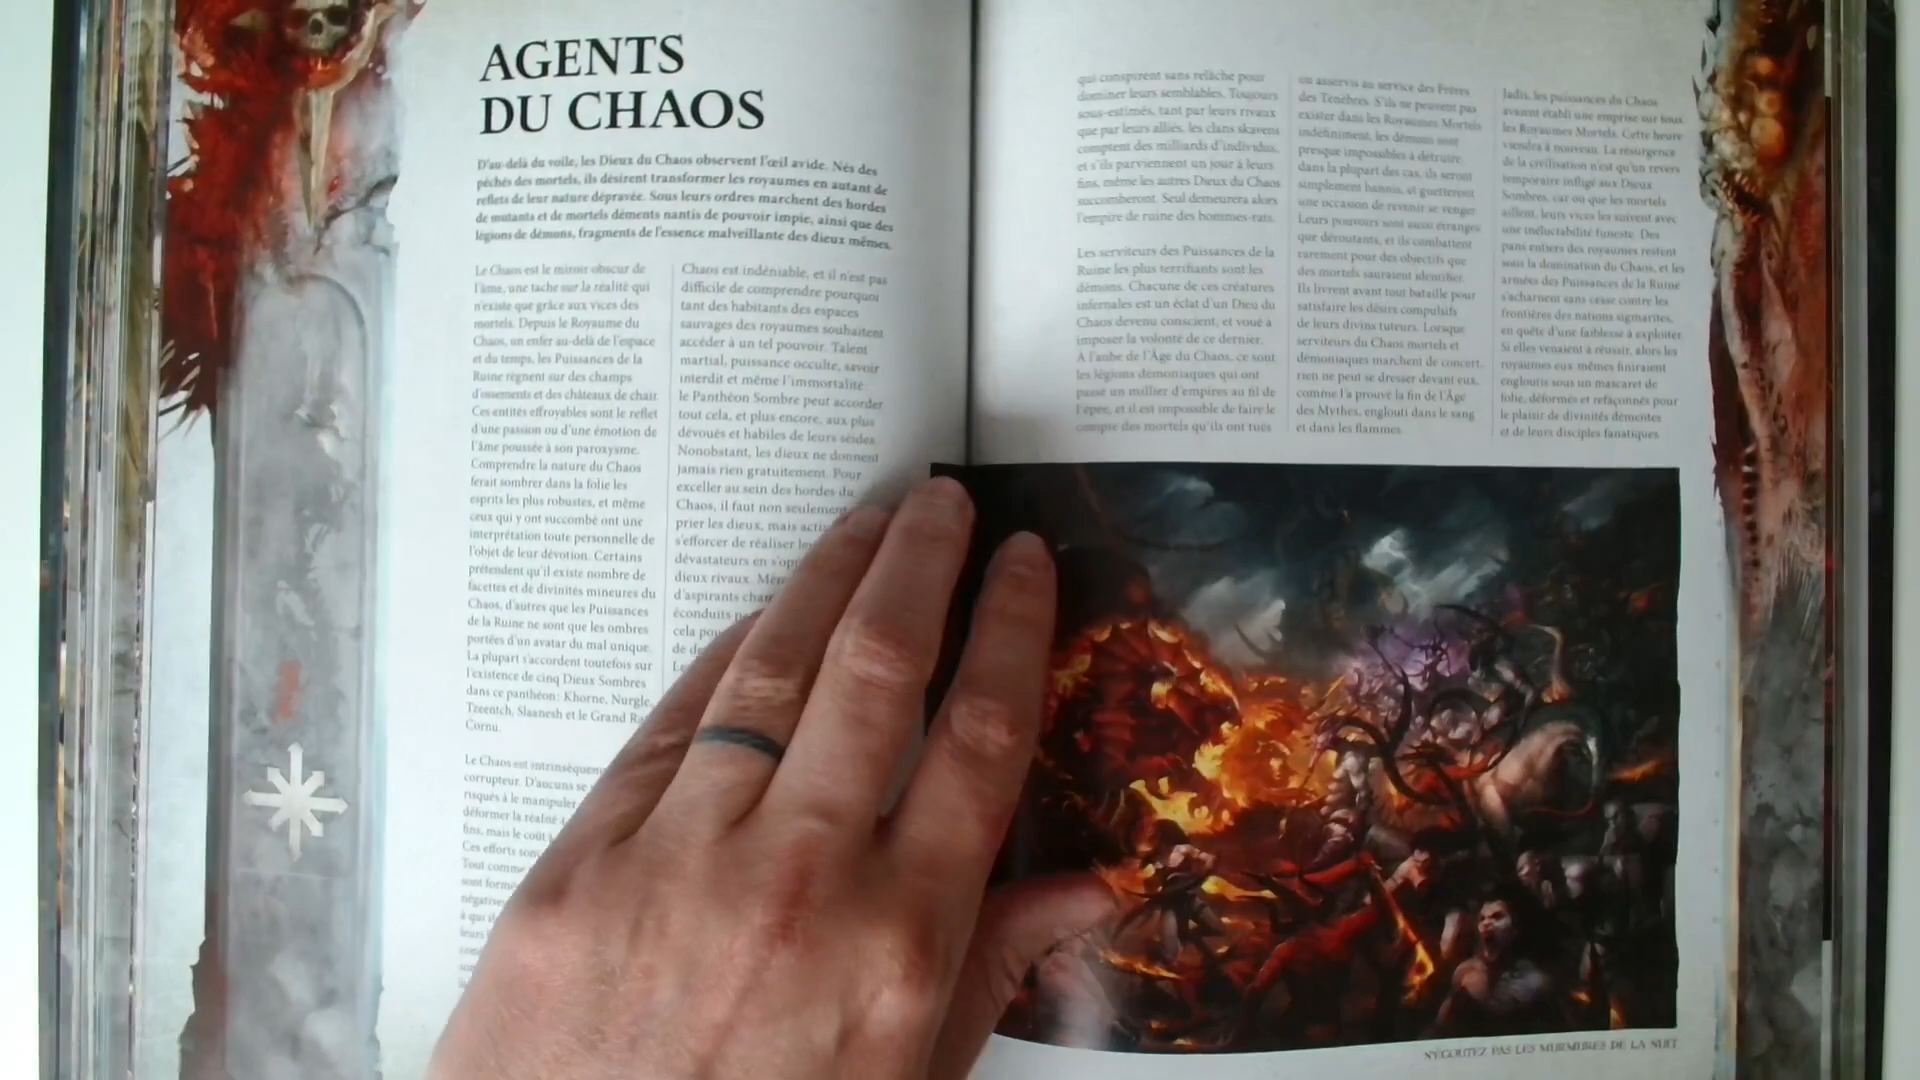 AGENTS
DU CHAOS
D'au-delà du voile, les Dieux du Chaos observent l'œil avide. Nés des
péchés des mortels, ils désirent transformer les royaumes en autant de
reflets de leur nature dépravée. Sous leurs ordres marchent des hordes
de mutants et de mortels déments nantis de pouvoir impie, ainsi que des
légions de démons, fragments de l'essence malveillante des dieux mêmes.
Le Chaos est le miroir obscur de
l'âme, une tache sur la réalité qui
n'existe que grâce aux vices des
mortels. Depuis le Royaume du
Chaos, un enfer au-delà de l'espace
et du temps, les Puissances de la
Ruine règnent sur des champs
d'ossements et des châteaux de chair.
Ces entités effroyables sont le reflet
d'une passion ou d'une émotion de
l'âme poussée à son paroxysme.
Comprendre la nature du Chaos
ferait sombrer dans la folie les
esprits les plus robustes, et même
ceux qui y ont succombé ont une
interprétation toute personnelle de
l'objet de leur dévotion. Certains
prétendent qu'il existe nombre de
facettes et de divinités mineures du
Chaos, d'autres que les Puissances
de la Ruine ne sont que les ombres
portées d'un avatar du mal unique.
La plupart s'accordent toutefois sur
l'existence de cinq Dieux Sombres
dans ce panthéon : Khorne, Nurgle,
Tzeentch, Slaanesh et le Grand
Cornu.
Le Chaos est
corrupteur. D'aucuns se
risqués à le manipuler
déformer la réalité
fins, mais le coût
Ces efforts
Tout comme
sont
à qui
Chaos est indéniable, et il n'est pas
difficile de comprendre pourquoi
tant des habitants des espaces
sauvages des royaumes souhaitent
accéder à un tel pouvoir. Talent
martial, puissance occulte, savoir
interdit et même l'immortalité :
le Panthéon Sombre peut accorder
tout cela, et plus encore, aux plus
dévoués et habiles de leurs séides.
Nonobstant, les dieux ne donnent
jamais rien gratuitement. Pour
exceller au sein des hordes du
Chaos, il faut non seulement
prier les dieux, mais
s'efforcer de réaliser
dévastateurs en
dieux rivaux.
d'aspirants
éconduits
cela
de
qui conspirent sans relâche pour
dominer leurs semblables. Toujours
sous-estimés, tant par leurs rivaux
que par leurs alliés, les clans skavens
comptent des milliards d'individus,
et s'ils parviennent un jour à leurs
fins, même les autres Dieux du Chaos
succomberont. Seul demeurera alors
l'empire de ruine des hommes-rats.
Les serviteurs des Puissances de la
Ruine les plus terrifiants sont les
démons. Chacune de ces créatures
infernales est un éclat d'un Dieu du
Chaos devenu conscient, et voué à
imposer la volonté de ce dernier.
À l'aube de l'Âge du Chaos, ce sont
les légions démoniaques qui ont
passé un millier d'empires au fil de
l'épée, et il est impossible de faire le
compte des mortels qu'ils ont tués
ou asservis au service des Frères
des Ténèbres. S'ils ne peuvent pas
exister dans les Royaumes Mortels
indéfiniment, les démons sont
presque impossibles à détruire.
dans la plupart des cas, ils seront
simplement bannis, et guetteront
une occasion de revenir se venger.
Leurs pouvoirs sont aussi étranges
que déroutants, et ils combattent
rarement pour des objectifs que
des mortels sauraient identifier.
Ils livrent avant tout bataille pour
satisfaire les désirs compulsifs
de leurs divins tuteurs. Lorsque
serviteurs du Chaos mortels et
démoniaques marchent de concert,
rien ne peut se dresser devant eux,
comme l'a prouvé la fin de l'Âge
des Mythes, englouti dans le sang
et dans les flammes.
Jadis, les puissances du Chaos
avaient établi une emprise sur tous
les Royaumes Mortels. Cette heure
viendra à nouveau. La résurgence
de la civilisation n'est qu'un revers
temporaire infligé aux Dieux
Sombres, car où que les mortels
aillent, leurs vices les suivent avec
une inéluctabilité funeste. Des
pans entiers des royaumes restent
sous la domination du Chaos, et les
armées des Puissances de la Ruine
s'acharnent sans cesse contre les
frontières des nations sigmarites,
en quête d'une faiblesse à exploiter.
Si elles venaient à réussir, alors les
royaumes eux-mêmes finiraient
engloutis sous un mascaret de
folie, déformés et refaçonnés pour
le plaisir de divinités démentes
et de leurs disciples fanatiques.
N'ÉCOUTEZ PAS LES MURMURES DE LA NUIT